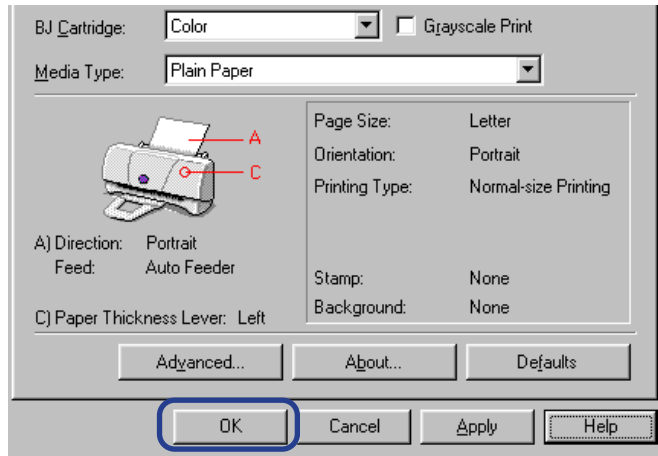 BJ Cartridge: Color Grayscale Print
Media Type: Plain Paper
A
C
A) Direction: Portrait
Feed: Auto Feeder
C) Paper Thickness Lever: Left
Page Size: Letter
Orientation: Portrait
Printing Type: Normal-size Printing
Stamp: None
Background: None
Advanced... About... Defaults
OK Cancel Apply Help